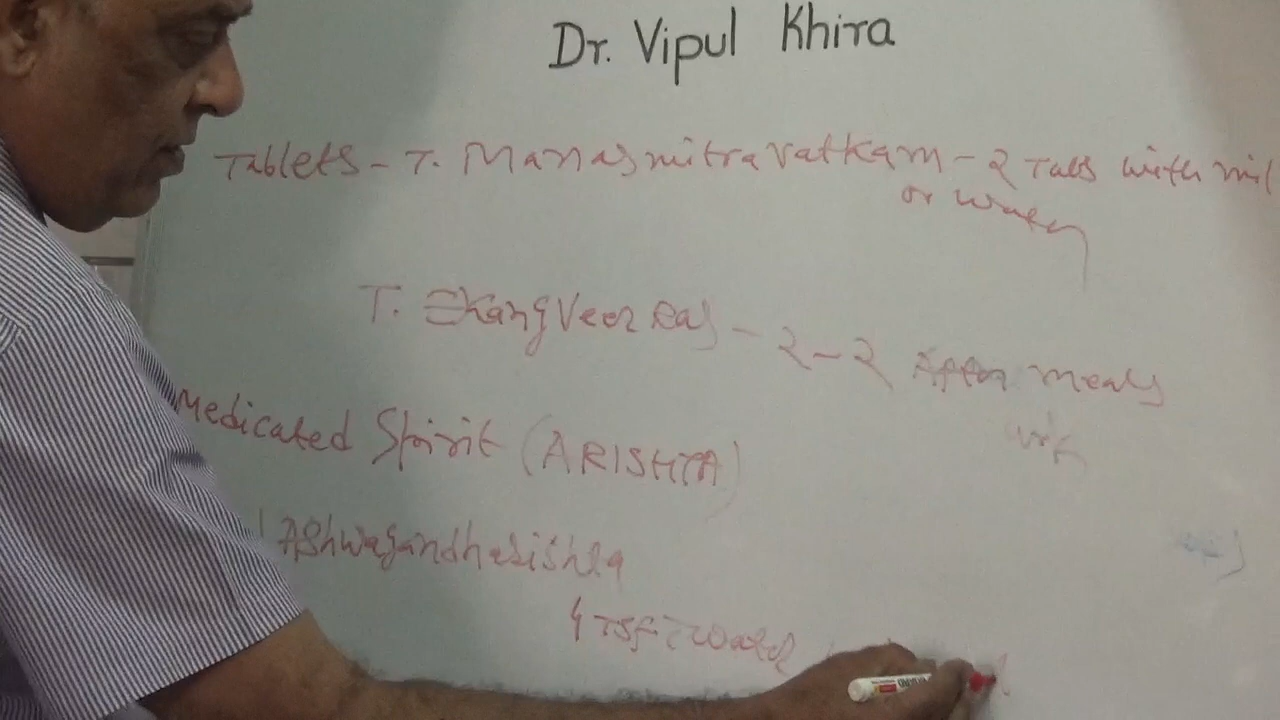 Dr. Vipul Khira
Tablets - T. Manasmitravatkam - 2 Tabs with mil
or water
T. EkangVeer Ras - 2-2 After meals
Medicated Spirit (ARISHTA)
Ashwagandharishta
4 TSF water